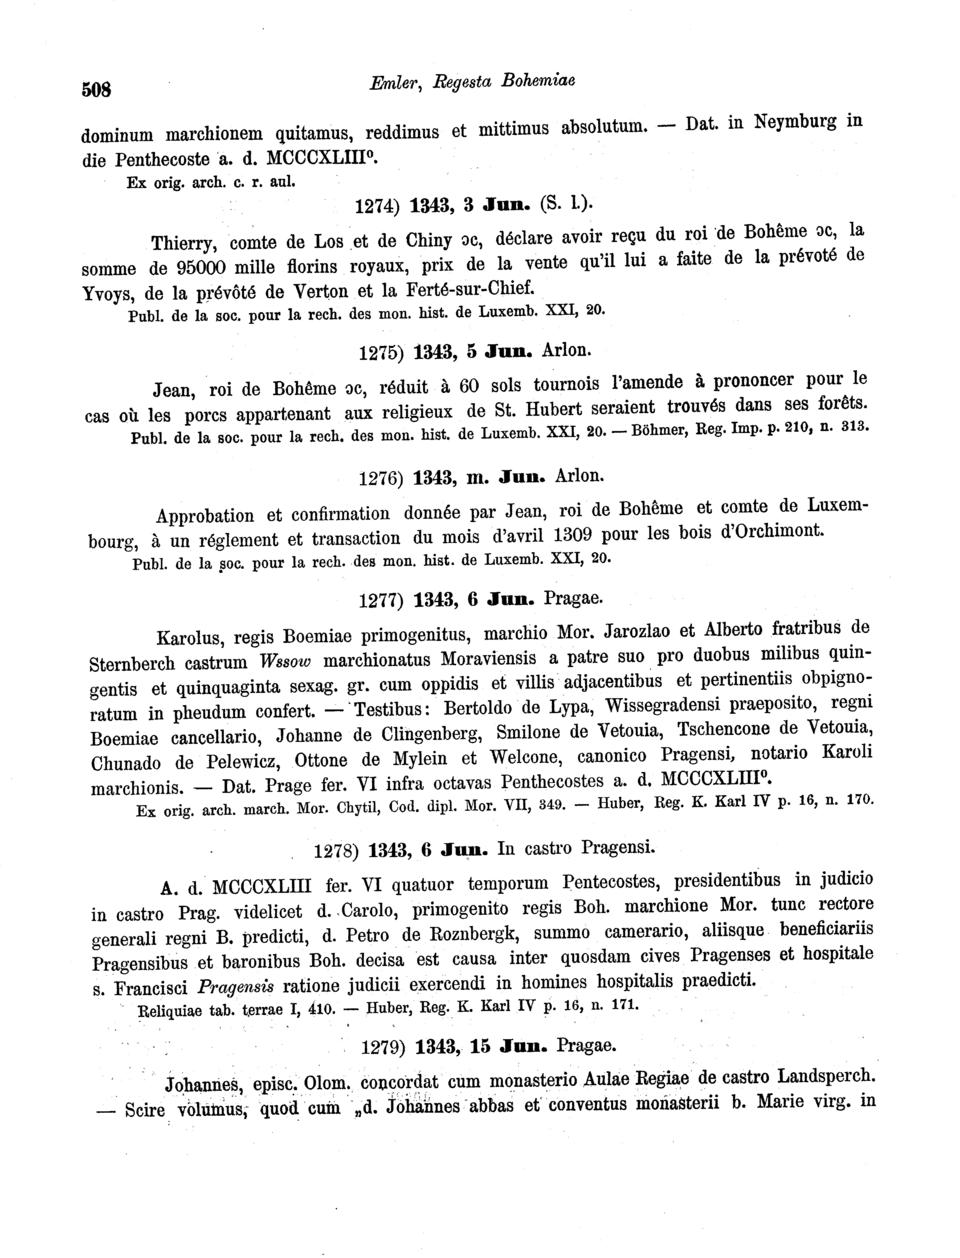 508
Emler, Regesta Bohemiae
dominum marchionem quitamus, reddimus et mittimus absolutum. — Dat. in Neymburg in
die Penthecoste a. d. MCCCXLIII⁰.
Ex orig. arch. c. r. aul.
1274) 1343, 3 Jun. (S. l.).
Thierry, comte de Los et de Chiny ɔc, déclare avoir reçu du roi de Bohême ɔc, la
somme de 95000 mille florins royaux, prix de la vente qu'il lui a faite de la prévoté de
Yvoys, de la prévôté de Verton et la Ferté-sur-Chief.
Publ. de la soc. pour la rech. des mon. hist. de Luxemb. XXI, 20.
1275) 1343, 5 Jun. Arlon.
Jean, roi de Bohême ɔc, réduit à 60 sols tournois l'amende à prononcer pour le
cas où les porcs appartenant aux religieux de St. Hubert seraient trouvés dans ses forêts.
Publ. de la soc. pour la rech. des mon. hist. de Luxemb. XXI, 20. — Böhmer, Reg. Imp. p. 210, n. 313.
1276) 1343, m. Jun. Arlon.
Approbation et confirmation donnée par Jean, roi de Bohême et comte de Luxem-
bourg, à un réglement et transaction du mois d'avril 1309 pour les bois d'Orchimont.
Publ. de la soc. pour la rech. des mon. hist. de Luxemb. XXI, 20.
1277) 1343, 6 Jun. Pragae.
Karolus, regis Boemiae primogenitus, marchio Mor. Jarozlao et Alberto fratribus de
Sternberch castrum Wssow marchionatus Moraviensis a patre suo pro duobus milibus quin-
gentis et quinquaginta sexag. gr. cum oppidis et villis adjacentibus et pertinentiis obpigno-
ratum in pheudum confert. — Testibus: Bertoldo de Lypa, Wissegradensi praeposito, regni
Boemiae cancellario, Johanne de Clingenberg, Smilone de Vetouia, Tschencone de Vetouia,
Chunado de Pelewicz, Ottone de Mylein et Welcone, canonico Pragensi, notario Karoli
marchionis. — Dat. Prage fer. VI infra octavas Penthecostes a. d. MCCCXLIII⁰.
Ex orig. arch. march. Mor. Chytil, Cod. dipl. Mor. VII, 349. — Huber, Reg. K. Karl IV p. 16, n. 170.
1278) 1343, 6 Jun. In castro Pragensi.
A. d. MCCCXLIII fer. VI quatuor temporum Pentecostes, presidentibus in judicio
in castro Prag. videlicet d. Carolo, primogenito regis Boh. marchione Mor. tunc rectore
generali regni B. predicti, d. Petro de Roznbergk, summo camerario, aliisque beneficiariis
Pragensibus et baronibus Boh. decisa est causa inter quosdam cives Pragenses et hospitale
s. Francisci Pragensis ratione judicii exercendi in homines hospitalis praedicti.
Reliquiae tab. terrae I, 410. — Huber, Reg. K. Karl IV p. 16, n. 171.
1279) 1343, 15 Jun. Pragae.
Johannes, episc. Olom. concordat cum monasterio Aulae Regiae de castro Landsperch.
— Scire volumus, quod cum „d. Johannes abbas et conventus monasterii b. Marie virg. in